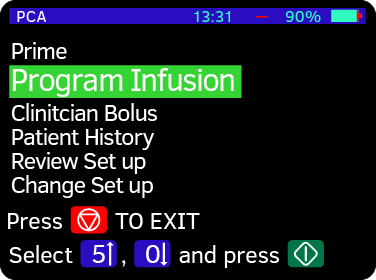 PCA 13:31 — 90%
Prime
Program Infusion
Clinitcian Bolus
Patient History
Review Set up
Change Set up
Press TO EXIT
Select 5↑, 0↓ and press